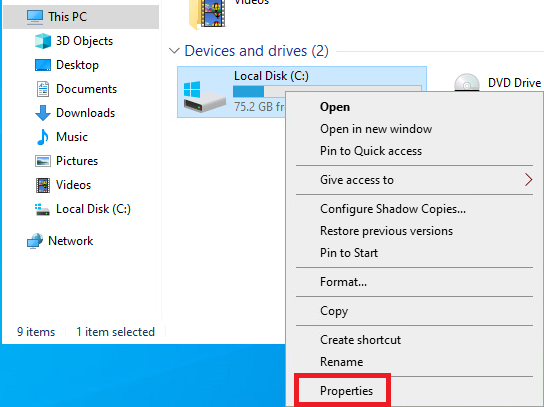 Videos
This PC
3D Objects
Desktop
Documents
Downloads
Music
Pictures
Videos
Local Disk (C:)
Network
Devices and drives (2)
Local Disk (C:)
75.2 GB
DVD Drive
Open
Open in new window
Pin to Quick access
Give access to
Configure Shadow Copies...
Restore previous versions
Pin to Start
Format...
Copy
Create shortcut
Rename
Properties
9 items 1 item selected